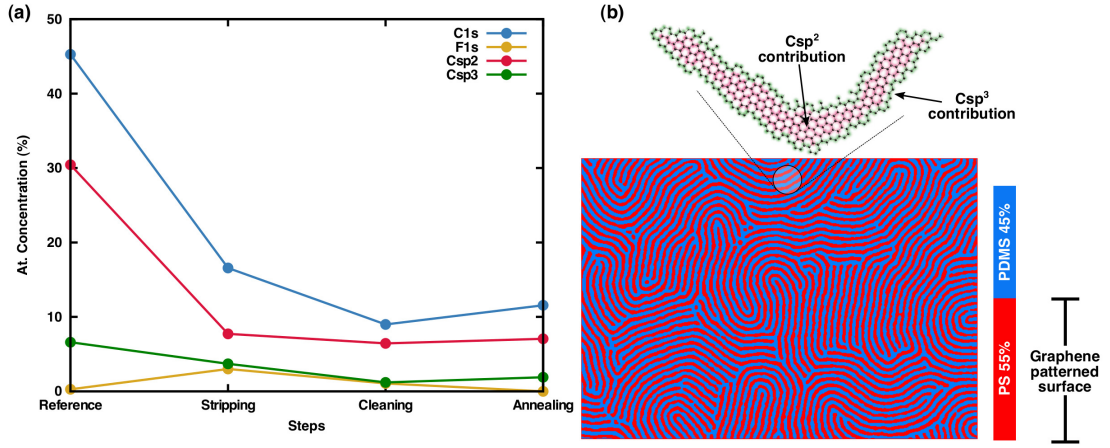 (a)
50
40
30
20
10
0
At. Concentration (%)
C1s
F1s
Csp2
Csp3
Reference
Stripping
Cleaning
Annealing
Steps
(b)
Csp²
contribution
Csp³
contribution
PDMS 45%
PS 55%
Graphene
patterned
surface